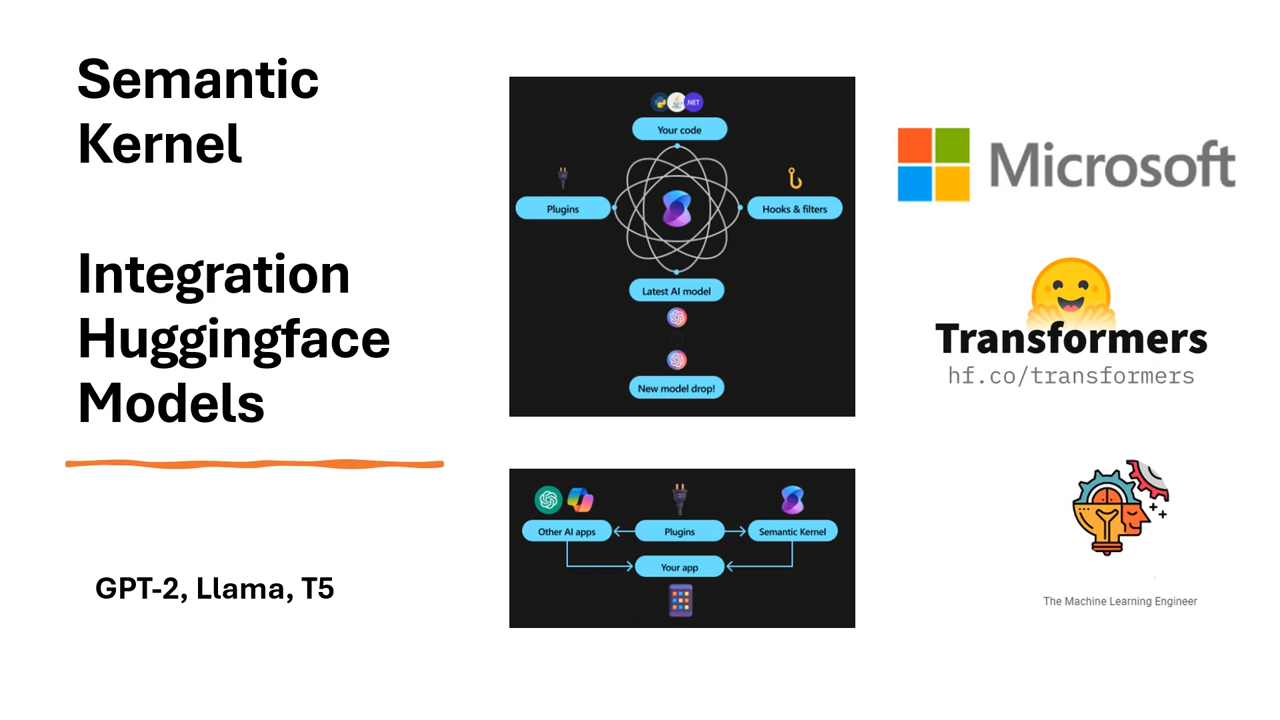 Semantic
Kernel
Integration
Huggingface
Models
GPT-2, Llama, T5
.NET
Your code
Plugins
Hooks & filters
Latest AI model
New model drop!
Other AI apps
Plugins
Semantic Kernel
Your app
Microsoft
Transformers
hf.co/transformers
The Machine Learning Engineer